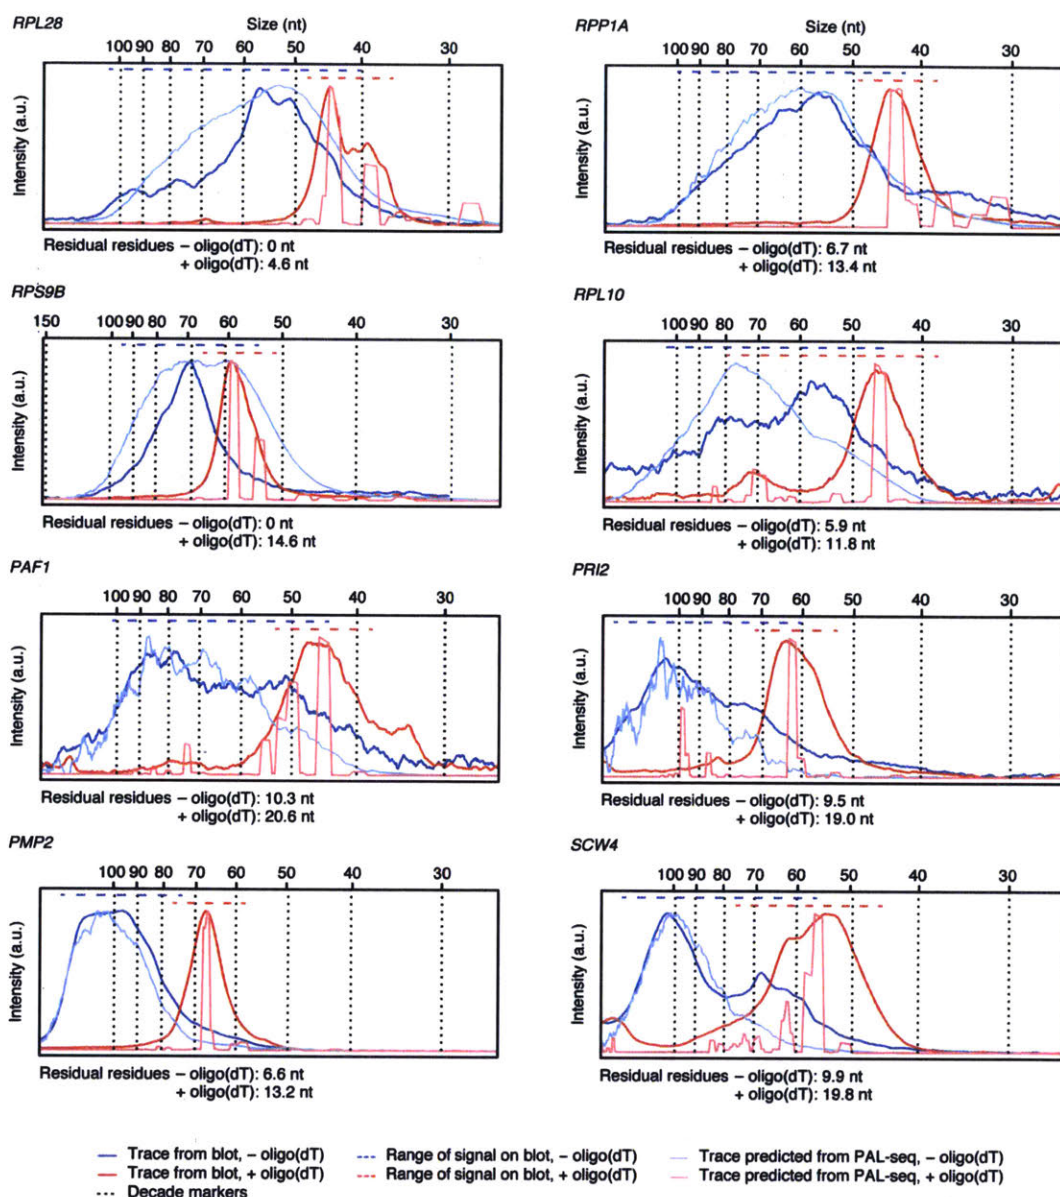 RPL28
Size (nt)
100 90 80 70 60 50 40 30
Intensity (a.u.)
Residual residues – oligo(dT): 0 nt
+ oligo(dT): 4.6 nt
RPP1A
Size (nt)
100 90 80 70 60 50 40 30
Intensity (a.u.)
Residual residues – oligo(dT): 6.7 nt
+ oligo(dT): 13.4 nt
RPS9B
150 100 90 80 70 60 50 40 30
Intensity (a.u.)
Residual residues – oligo(dT): 0 nt
+ oligo(dT): 14.6 nt
RPL10
100 90 80 70 60 50 40 30
Intensity (a.u.)
Residual residues – oligo(dT): 5.9 nt
+ oligo(dT): 11.8 nt
PAF1
100 90 80 70 60 50 40 30
Intensity (a.u.)
Residual residues – oligo(dT): 10.3 nt
+ oligo(dT): 20.6 nt
PRI2
100 90 80 70 60 50 40 30
Intensity (a.u.)
Residual residues – oligo(dT): 9.5 nt
+ oligo(dT): 19.0 nt
PMP2
100 90 80 70 60 50 40 30
Intensity (a.u.)
Residual residues – oligo(dT): 6.6 nt
+ oligo(dT): 13.2 nt
SCW4
100 90 80 70 60 50 40 30
Intensity (a.u.)
Residual residues – oligo(dT): 9.9 nt
+ oligo(dT): 19.8 nt
Trace from blot, – oligo(dT)
Trace from blot, + oligo(dT)
Decade markers
Range of signal on blot, – oligo(dT)
Range of signal on blot, + oligo(dT)
Trace predicted from PAL-seq, – oligo(dT)
Trace predicted from PAL-seq, + oligo(dT)